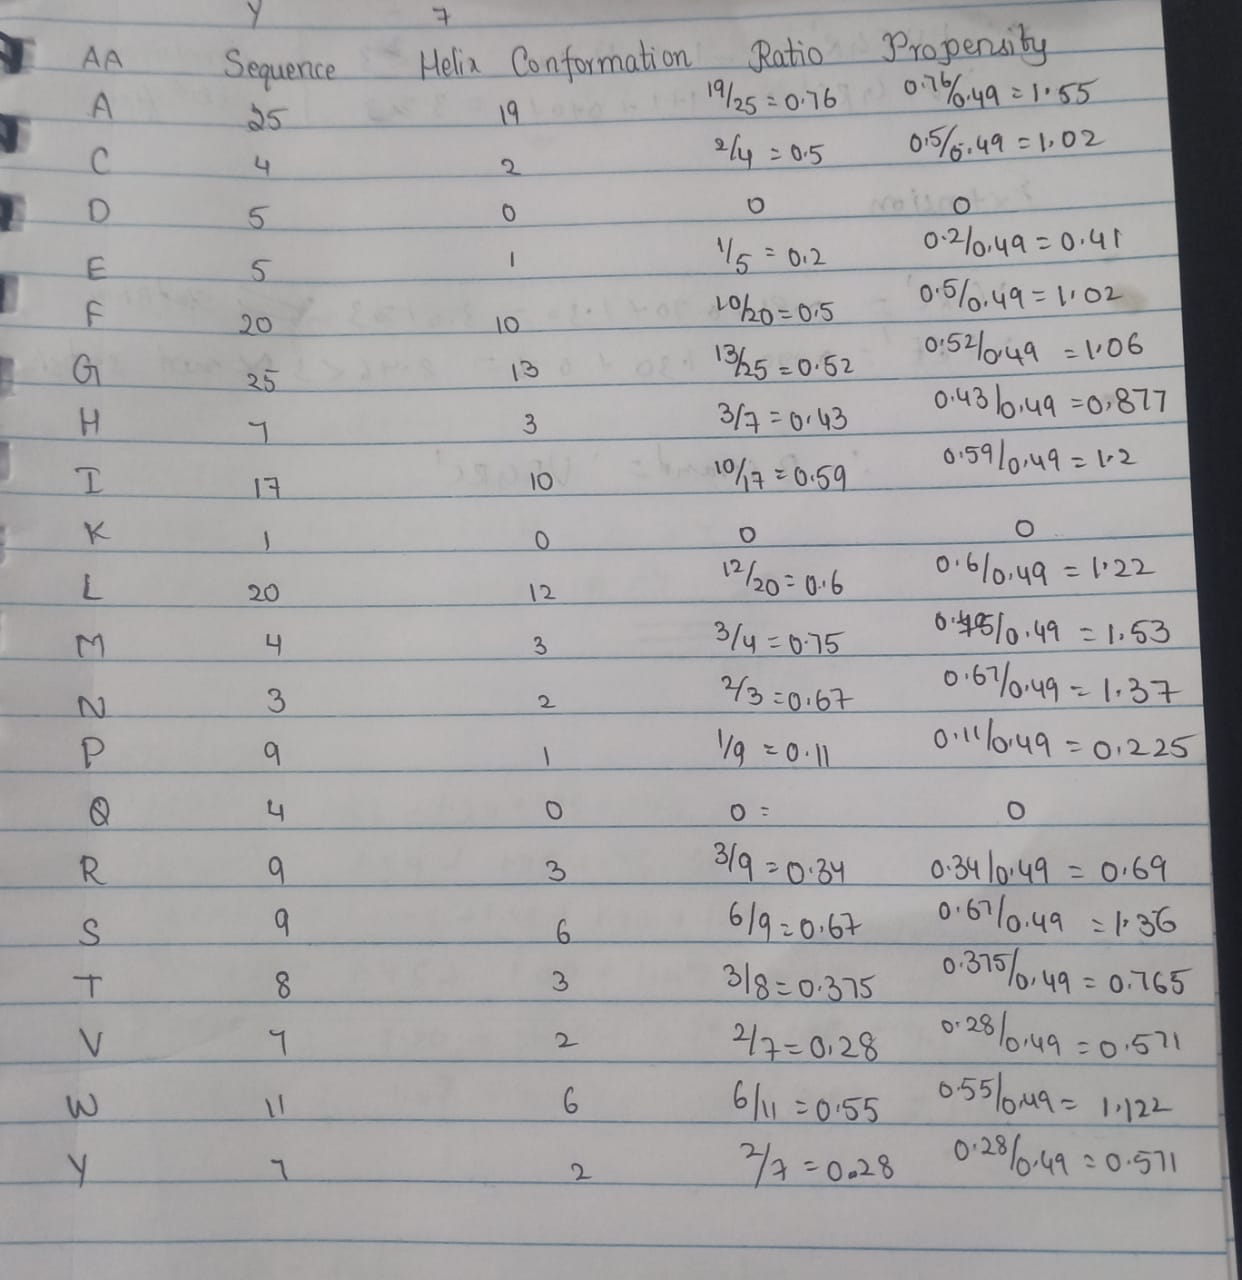 Y 7
AA Sequence Helix Conformation Ratio Propensity
A 25 19 19/25 = 0.76 0.76/0.49 = 1.55
C 4 2 2/4 = 0.5 0.5/0.49 = 1.02
D 5 0 0 0
E 5 1 1/5 = 0.2 0.2/0.49 = 0.41
F 20 10 10/20 = 0.5 0.5/0.49 = 1.02
G 25 13 13/25 = 0.52 0.52/0.49 = 1.06
H 7 3 3/7 = 0.43 0.43/0.49 = 0.877
I 17 10 10/17 = 0.59 0.59/0.49 = 1.2
K 1 0 0 0
L 20 12 12/20 = 0.6 0.6/0.49 = 1.22
M 4 3 3/4 = 0.75 0.75/0.49 = 1.53
N 3 2 2/3 = 0.67 0.67/0.49 = 1.37
P 9 1 1/9 = 0.11 0.11/0.49 = 0.225
Q 4 0 0 = 0
R 9 3 3/9 = 0.34 0.34/0.49 = 0.69
S 9 6 6/9 = 0.67 0.67/0.49 = 1.36
T 8 3 3/8 = 0.375 0.375/0.49 = 0.765
V 7 2 2/7 = 0.28 0.28/0.49 = 0.571
W 11 6 6/11 = 0.55 0.55/0.49 = 1.122
Y 7 2 2/7 = 0.28 0.28/0.49 = 0.571